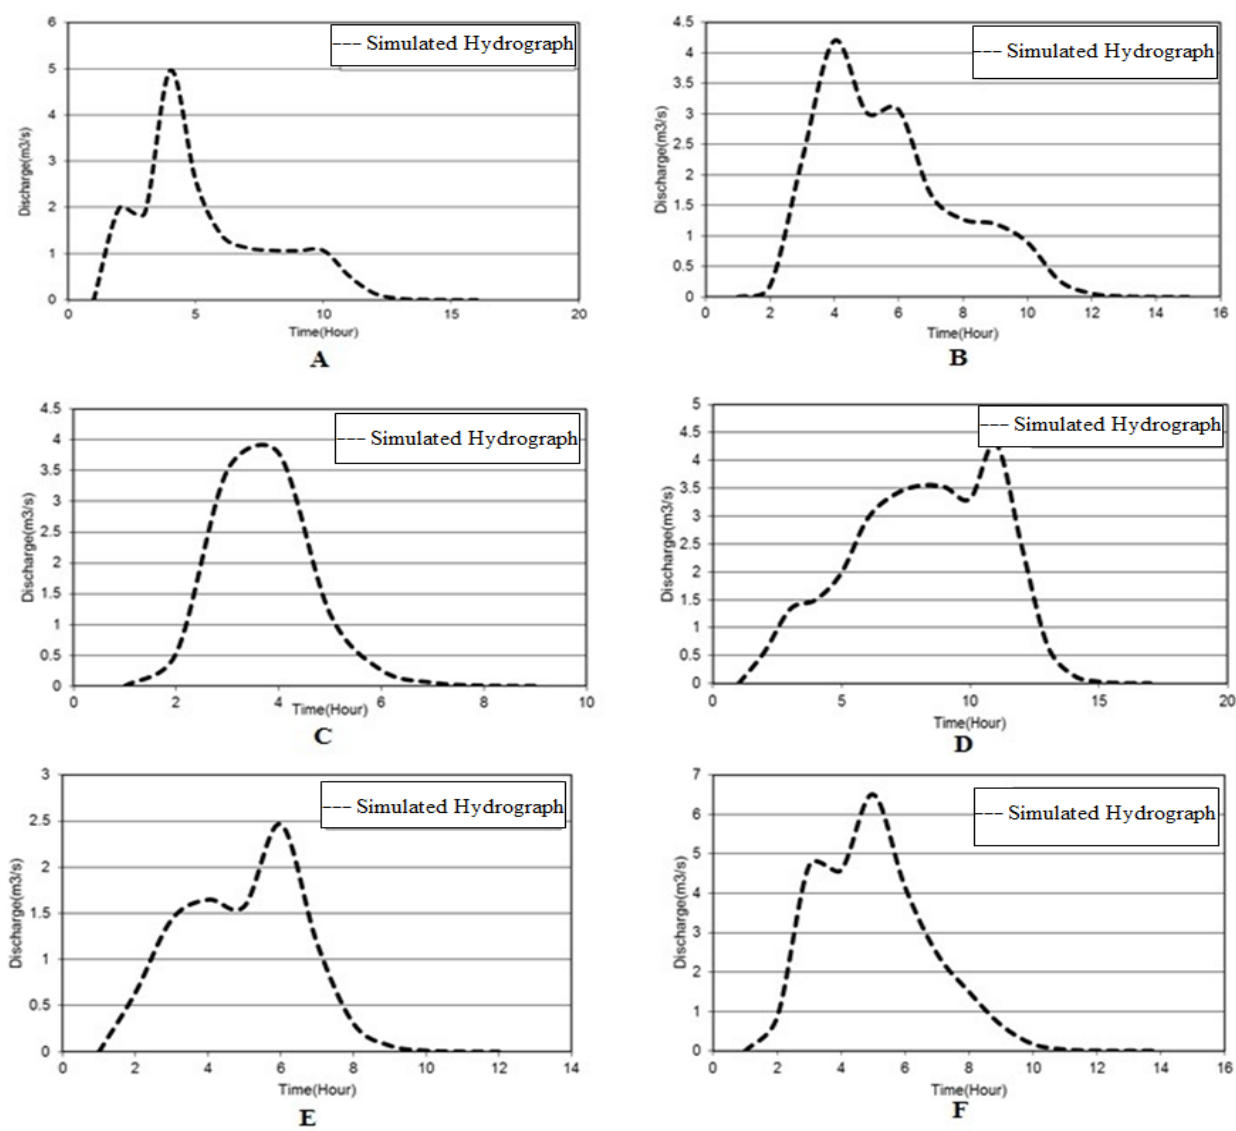 6
5
4
3
2
1
0
Discharge(m3/s)
--- Simulated Hydrograph
0 5 10 15 20
Time(Hour)
A
4.5
4
3.5
3
2.5
2
1.5
1
0.5
0
Discharge(m3/s)
--- Simulated Hydrograph
0 2 4 6 8 10 12 14 16
Time(Hour)
B
4.5
4
3.5
3
2.5
2
1.5
1
0.5
0
Discharge(m3/s)
--- Simulated Hydrograph
0 2 4 6 8 10
Time(Hour)
C
5
4.5
4
3.5
3
2.5
2
1.5
1
0.5
0
Discharge(m3/s)
--- Simulated Hydrograph
0 5 10 15 20
Time(Hour)
D
3
2.5
2
1.5
1
0.5
0
Discharge(m3/s)
--- Simulated Hydrograph
0 2 4 6 8 10 12 14
Time(Hour)
E
7
6
5
4
3
2
1
0
Discharge(m3/s)
--- Simulated Hydrograph
0 2 4 6 8 10 12 14 16
Time(Hour)
F